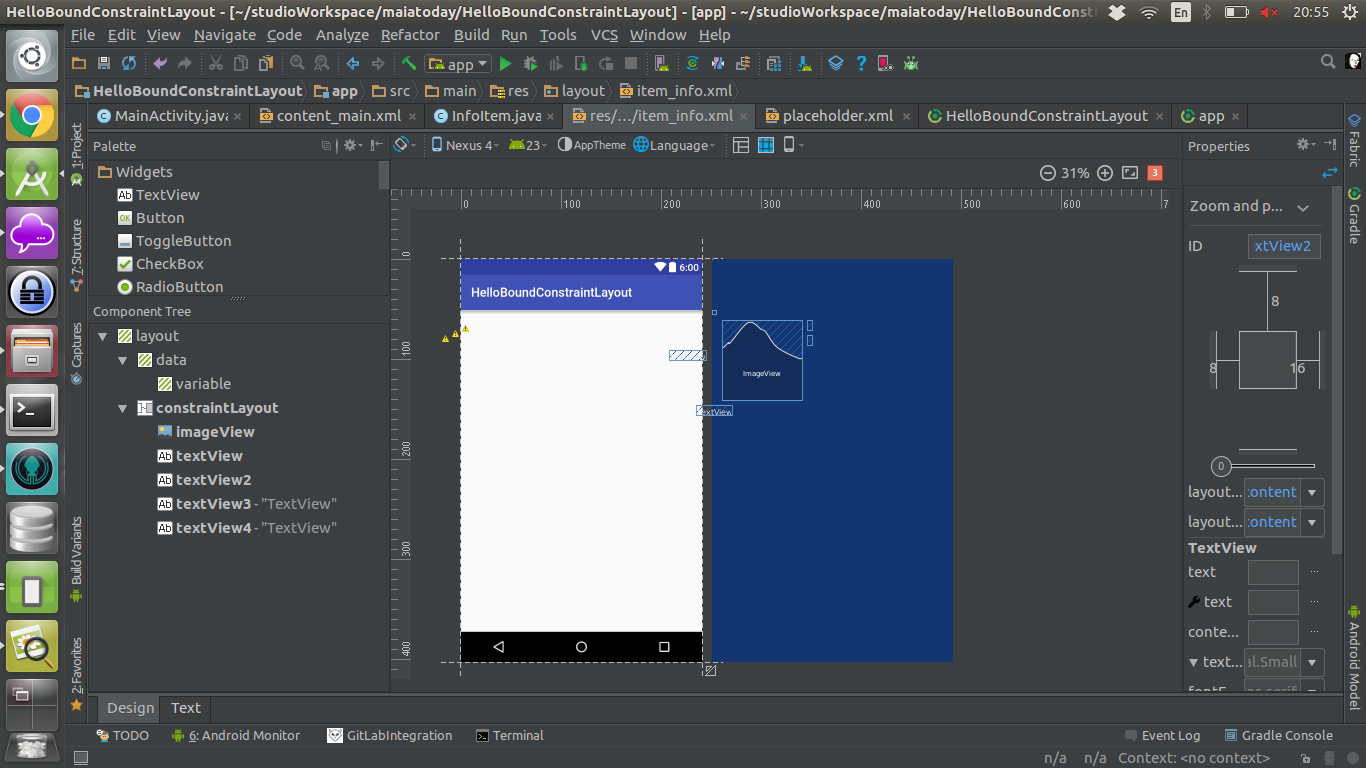 HelloBoundConstraintLayout - [~/studioWorkspace/maiatoday/HelloBoundConstraintLayout] - [app] - ~/studioWorkspace/maiatoday/HelloBoundConstr
En
20:55
File Edit View Navigate Code Analyze Refactor Build Run Tools VCS Window Help
app
HelloBoundConstraintLayout app src main res layout item_info.xml
MainActivity.java content_main.xml InfoItem.java res/.../item_info.xml placeholder.xml HelloBoundConstraintLayout app
1: Project
7: Structure
Captures
Build Variants
2: Favorites
Palette
Widgets
Ab TextView
OK Button
ToggleButton
CheckBox
RadioButton
Component Tree
layout
data
variable
constraintLayout
imageView
Ab textView
Ab textView2
Ab textView3 - "TextView"
Ab textView4 - "TextView"
Nexus 4 23 AppTheme Language
31% 3
0 100 200 300 400 500 600 7
0
100
200
300
400
6:00
HelloBoundConstraintLayout
ImageView
TextView
Properties
Zoom and p...
ID xtView2
8
8 16
0
layout... :ontent
layout... :ontent
TextView
text ...
text ...
conte...
text... al.Small
Fabric
Gradle
Android Model
Design Text
TODO 6: Android Monitor GitLabIntegration Terminal Event Log Gradle Console
n/a n/a Context: <no context>